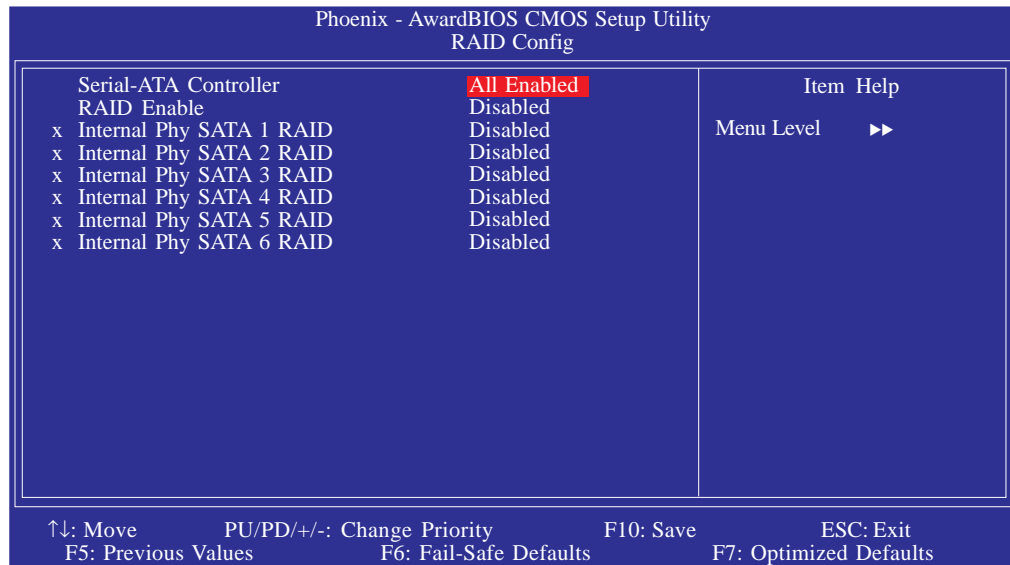 Phoenix - AwardBIOS CMOS Setup Utility
RAID Config
Serial-ATA Controller All Enabled
RAID Enable Disabled
x Internal Phy SATA 1 RAID Disabled
x Internal Phy SATA 2 RAID Disabled
x Internal Phy SATA 3 RAID Disabled
x Internal Phy SATA 4 RAID Disabled
x Internal Phy SATA 5 RAID Disabled
x Internal Phy SATA 6 RAID Disabled
Item Help
Menu Level ▶▶
↑↓: Move PU/PD/+/-: Change Priority F10: Save ESC: Exit
F5: Previous Values F6: Fail-Safe Defaults F7: Optimized Defaults